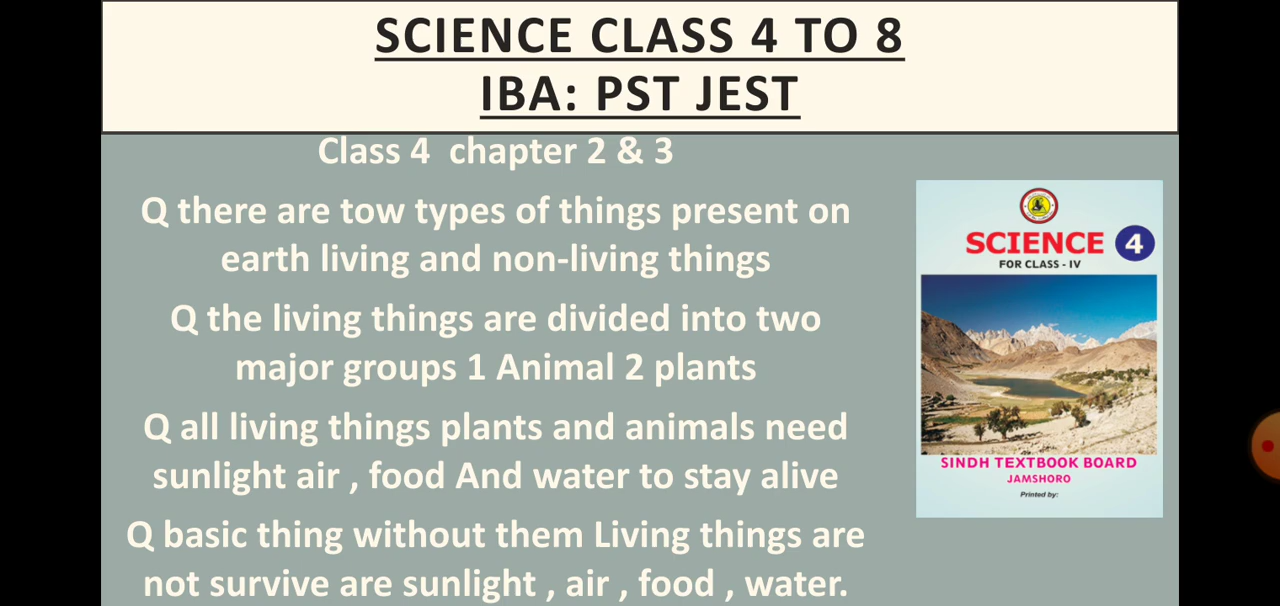 SCIENCE CLASS 4 TO 8
IBA: PST JEST
Class 4 chapter 2 & 3
Q there are tow types of things present on
earth living and non-living things
Q the living things are divided into two
major groups 1 Animal 2 plants
Q all living things plants and animals need
sunlight air , food And water to stay alive
Q basic thing without them Living things are
not survive are sunlight , air , food , water.
SCIENCE 4
FOR CLASS - IV
SINDH TEXTBOOK BOARD
JAMSHORO
Printed by: